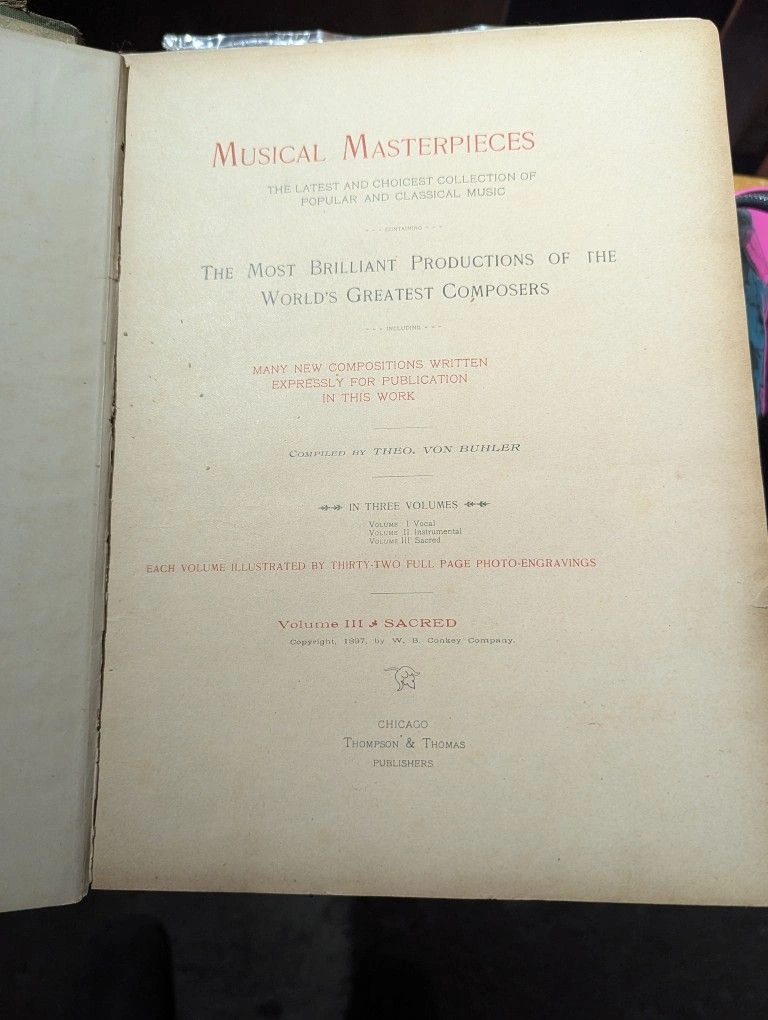 MUSICAL MASTERPIECES
THE LATEST AND CHOICEST COLLECTION OF
POPULAR AND CLASSICAL MUSIC
- - - CONTAINING - - -
THE MOST BRILLIANT PRODUCTIONS OF THE
WORLD'S GREATEST COMPOSERS
- - - INCLUDING - - -
MANY NEW COMPOSITIONS WRITTEN
EXPRESSLY FOR PUBLICATION
IN THIS WORK
COMPILED BY THEO. VON BUHLER
IN THREE VOLUMES
VOLUME I Vocal
VOLUME II Instrumental
VOLUME III Sacred
EACH VOLUME ILLUSTRATED BY THIRTY-TWO FULL PAGE PHOTO-ENGRAVINGS
Volume III SACRED
Copyright, 1897, by W. B. Conkey Company.
CHICAGO
THOMPSON & THOMAS
PUBLISHERS